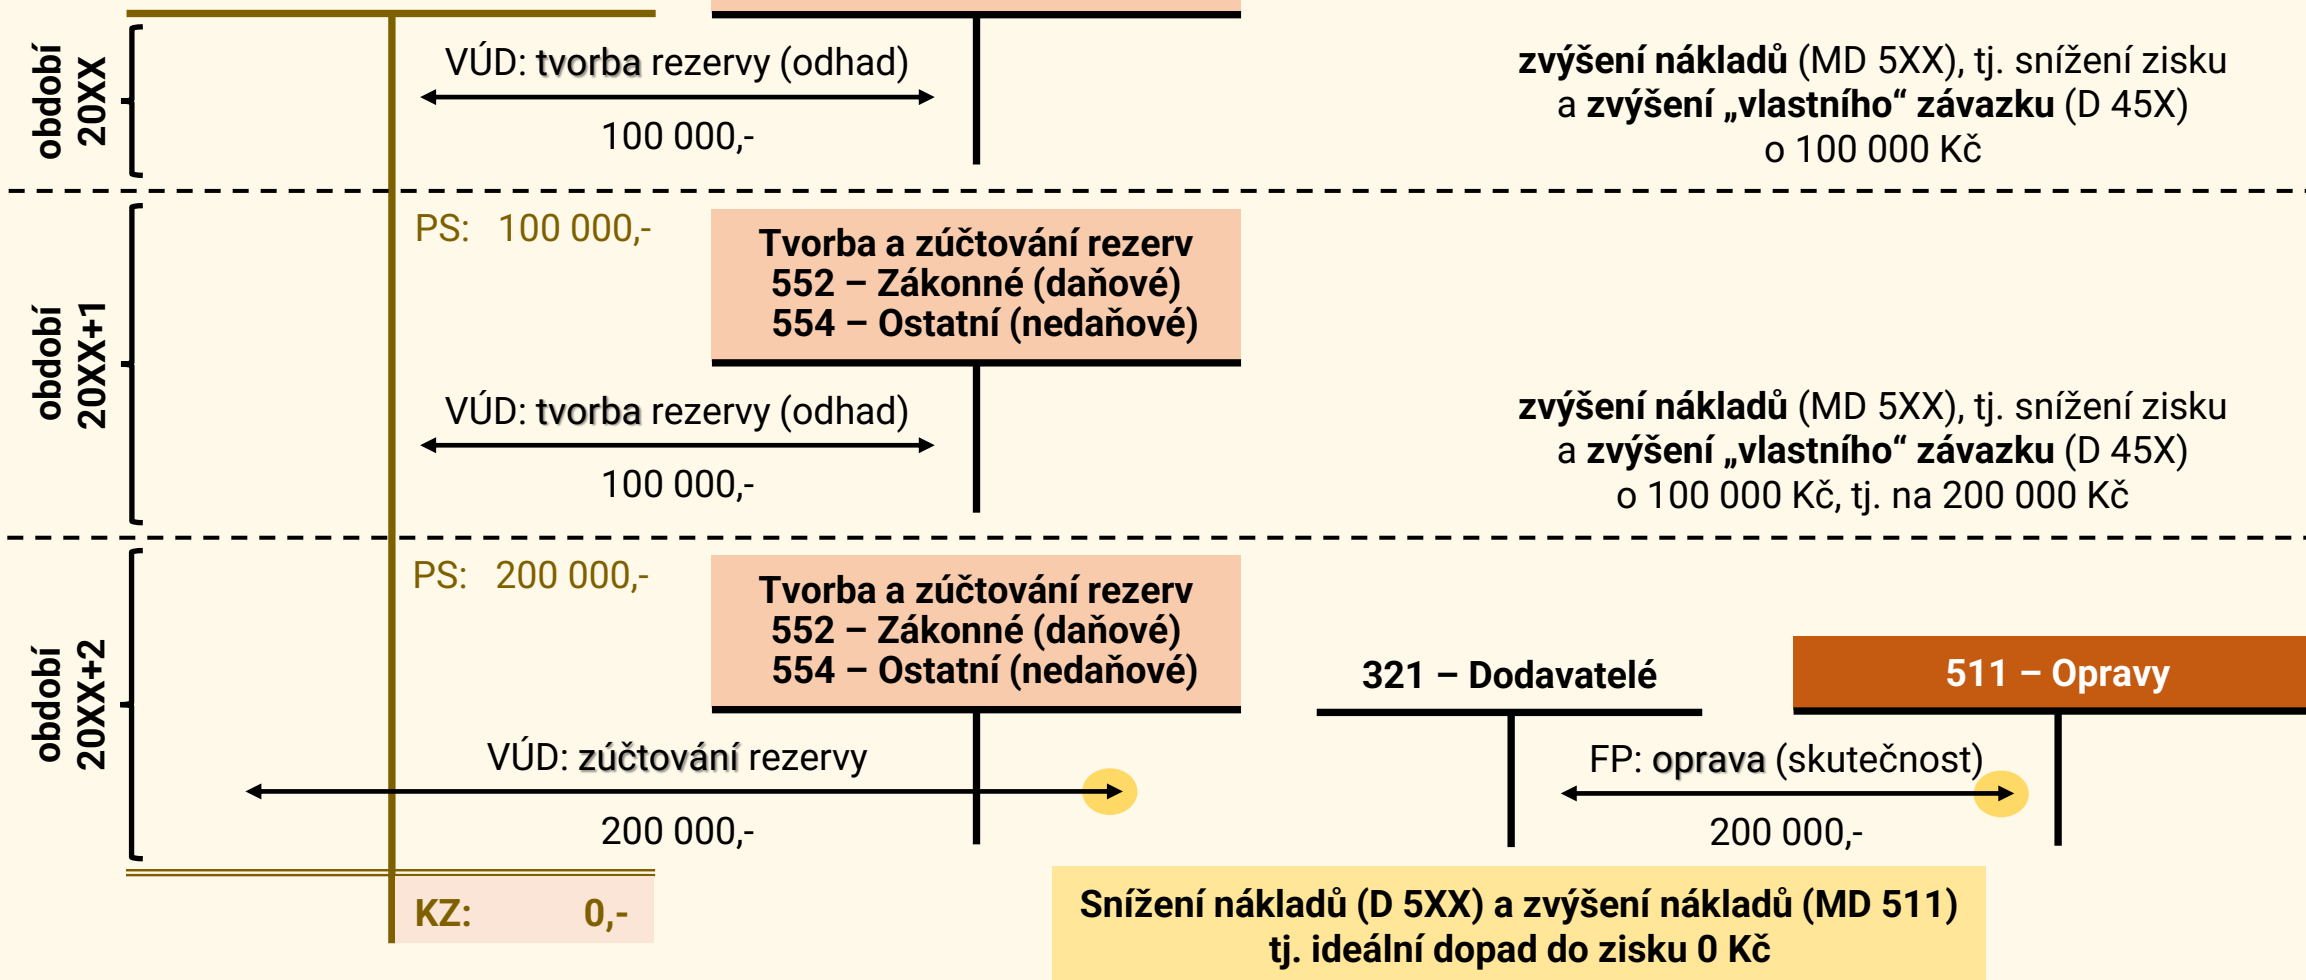 období
20XX
VÚD: tvorba rezervy (odhad)
100 000,-
zvýšení nákladů (MD 5XX), tj. snížení zisku
a zvýšení „vlastního“ závazku (D 45X)
o 100 000 Kč
období
20XX+1
PS: 100 000,-
Tvorba a zúčtování rezerv
552 – Zákonné (daňové)
554 – Ostatní (nedaňové)
VÚD: tvorba rezervy (odhad)
100 000,-
zvýšení nákladů (MD 5XX), tj. snížení zisku
a zvýšení „vlastního“ závazku (D 45X)
o 100 000 Kč, tj. na 200 000 Kč
období
20XX+2
PS: 200 000,-
Tvorba a zúčtování rezerv
552 – Zákonné (daňové)
554 – Ostatní (nedaňové)
321 – Dodavatelé
511 – Opravy
VÚD: zúčtování rezervy
200 000,-
FP: oprava (skutečnost)
200 000,-
KZ: 0,-
Snížení nákladů (D 5XX) a zvýšení nákladů (MD 511)
tj. ideální dopad do zisku 0 Kč